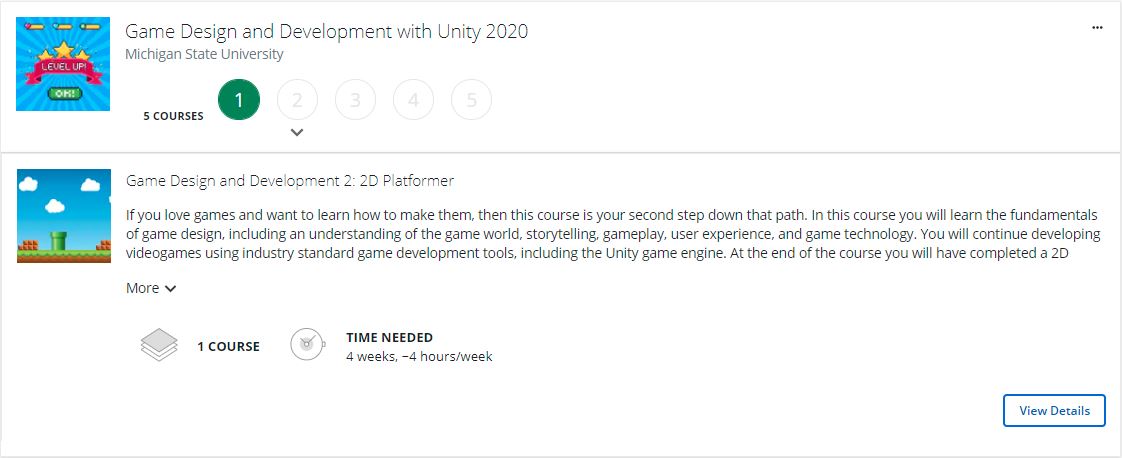 LEVEL UP!
OK!
Game Design and Development with Unity 2020
Michigan State University
5 COURSES 1 2 3 4 5
Game Design and Development 2: 2D Platformer
If you love games and want to learn how to make them, then this course is your second step down that path. In this course you will learn the fundamentals
of game design, including an understanding of the game world, storytelling, gameplay, user experience, and game technology. You will continue developing
videogames using industry standard game development tools, including the Unity game engine. At the end of the course you will have completed a 2D
More
1 COURSE
TIME NEEDED
4 weeks, ~4 hours/week
View Details